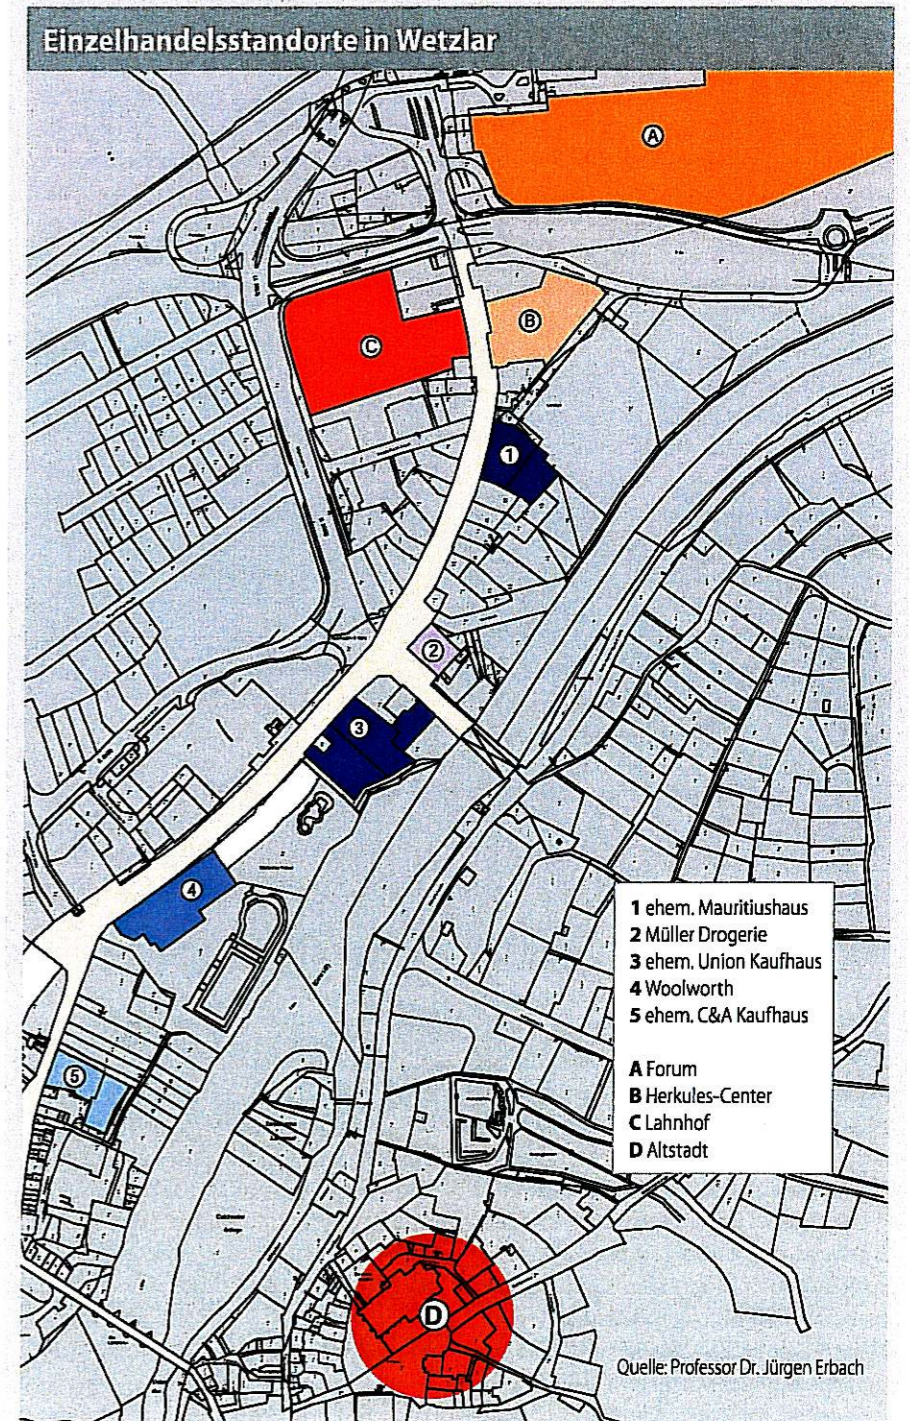 Einzelhandelsstandorte in Wetzlar
A
B
C
1
2
3
4
5
D
1 ehem. Mauritiushaus
2 Müller Drogerie
3 ehem. Union Kaufhaus
4 Woolworth
5 ehem. C&A Kaufhaus
A Forum
B Herkules-Center
C Lahnhof
D Altstadt
Quelle: Professor Dr. Jürgen Erbach